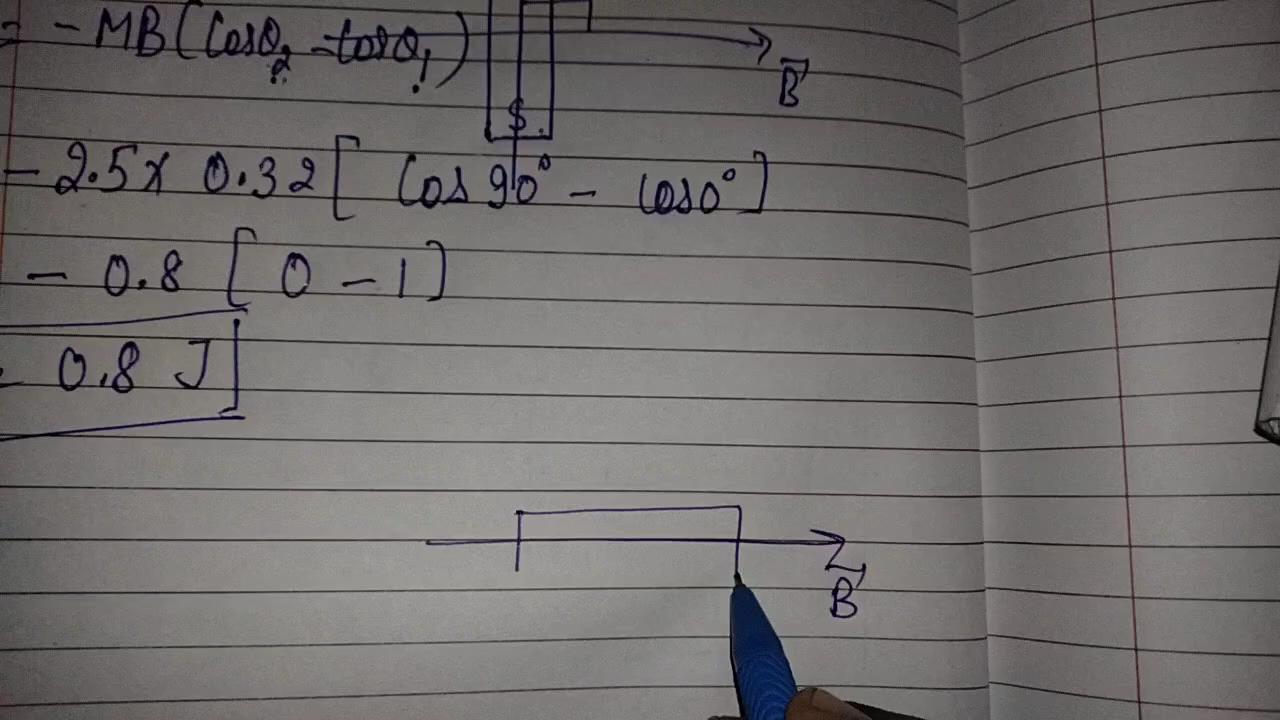 = - MB (Cosθ₂ - Cosθ₁)
B⃗
$
- 2.5 x 0.32 [ Cos 90° - Cos0° ]
- 0.8 [ 0 - 1 ]
0.8 J
B⃗